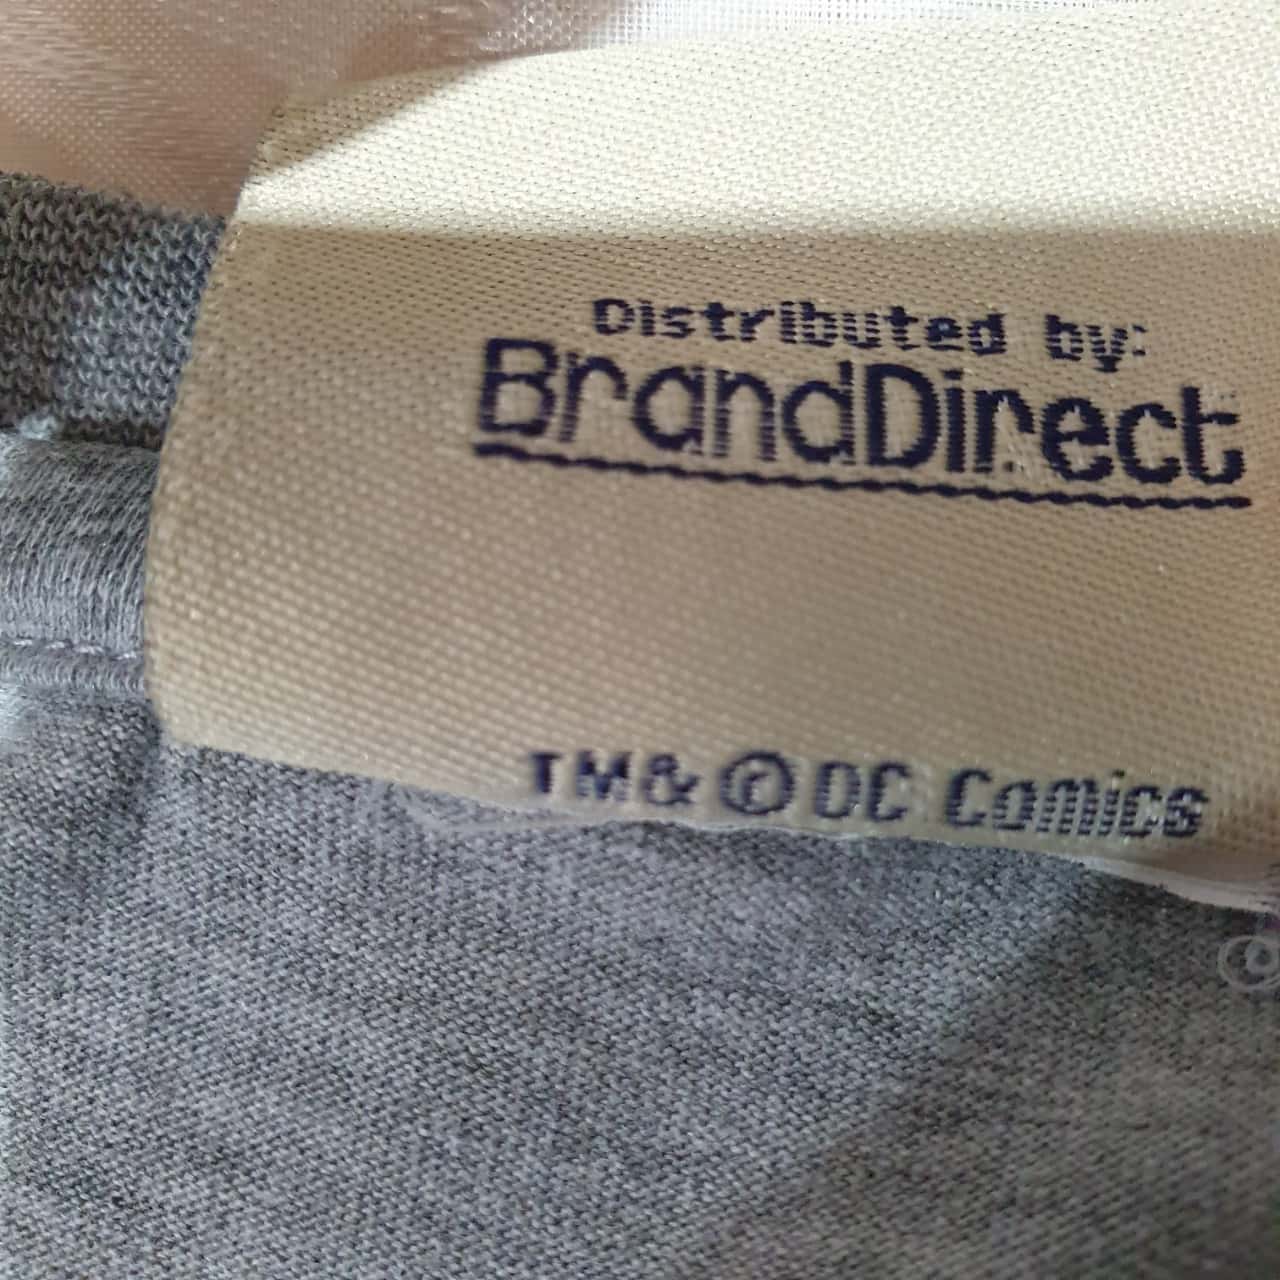 Distributed by:
BrandDirect
TM& ⓒ DC Comics